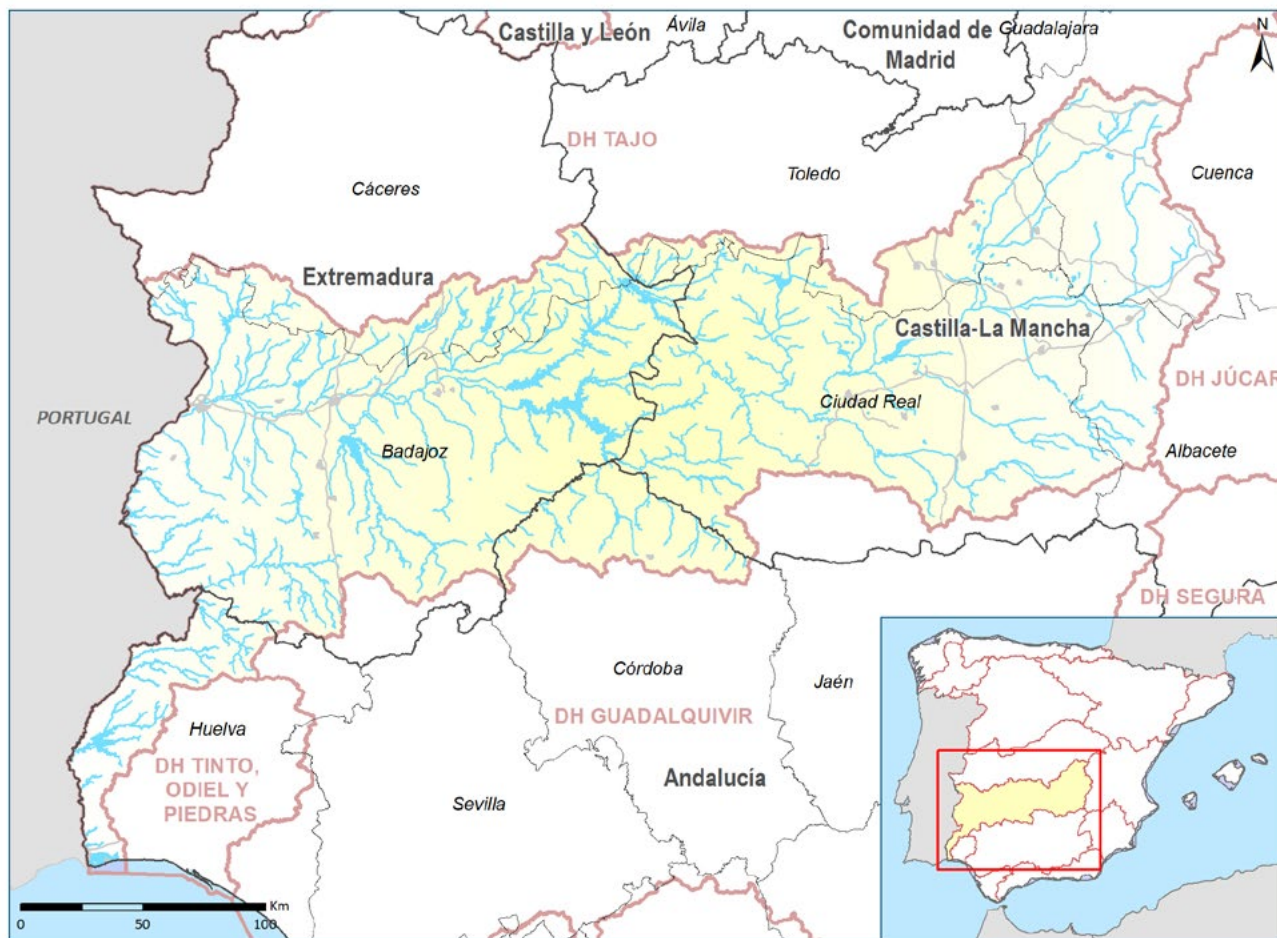 Castilla y León
Ávila
Comunidad de
Madrid
Guadalajara
N
DH TAJO
Cáceres
Toledo
Cuenca
Extremadura
Castilla-La Mancha
DH JÚCAR
PORTUGAL
Ciudad Real
Badajoz
Albacete
DH SEGURA
Córdoba
Jaén
Huelva
DH GUADALQUIVIR
DH TINTO,
ODIEL Y
PIEDRAS
Andalucía
Sevilla
Km
0 50 100